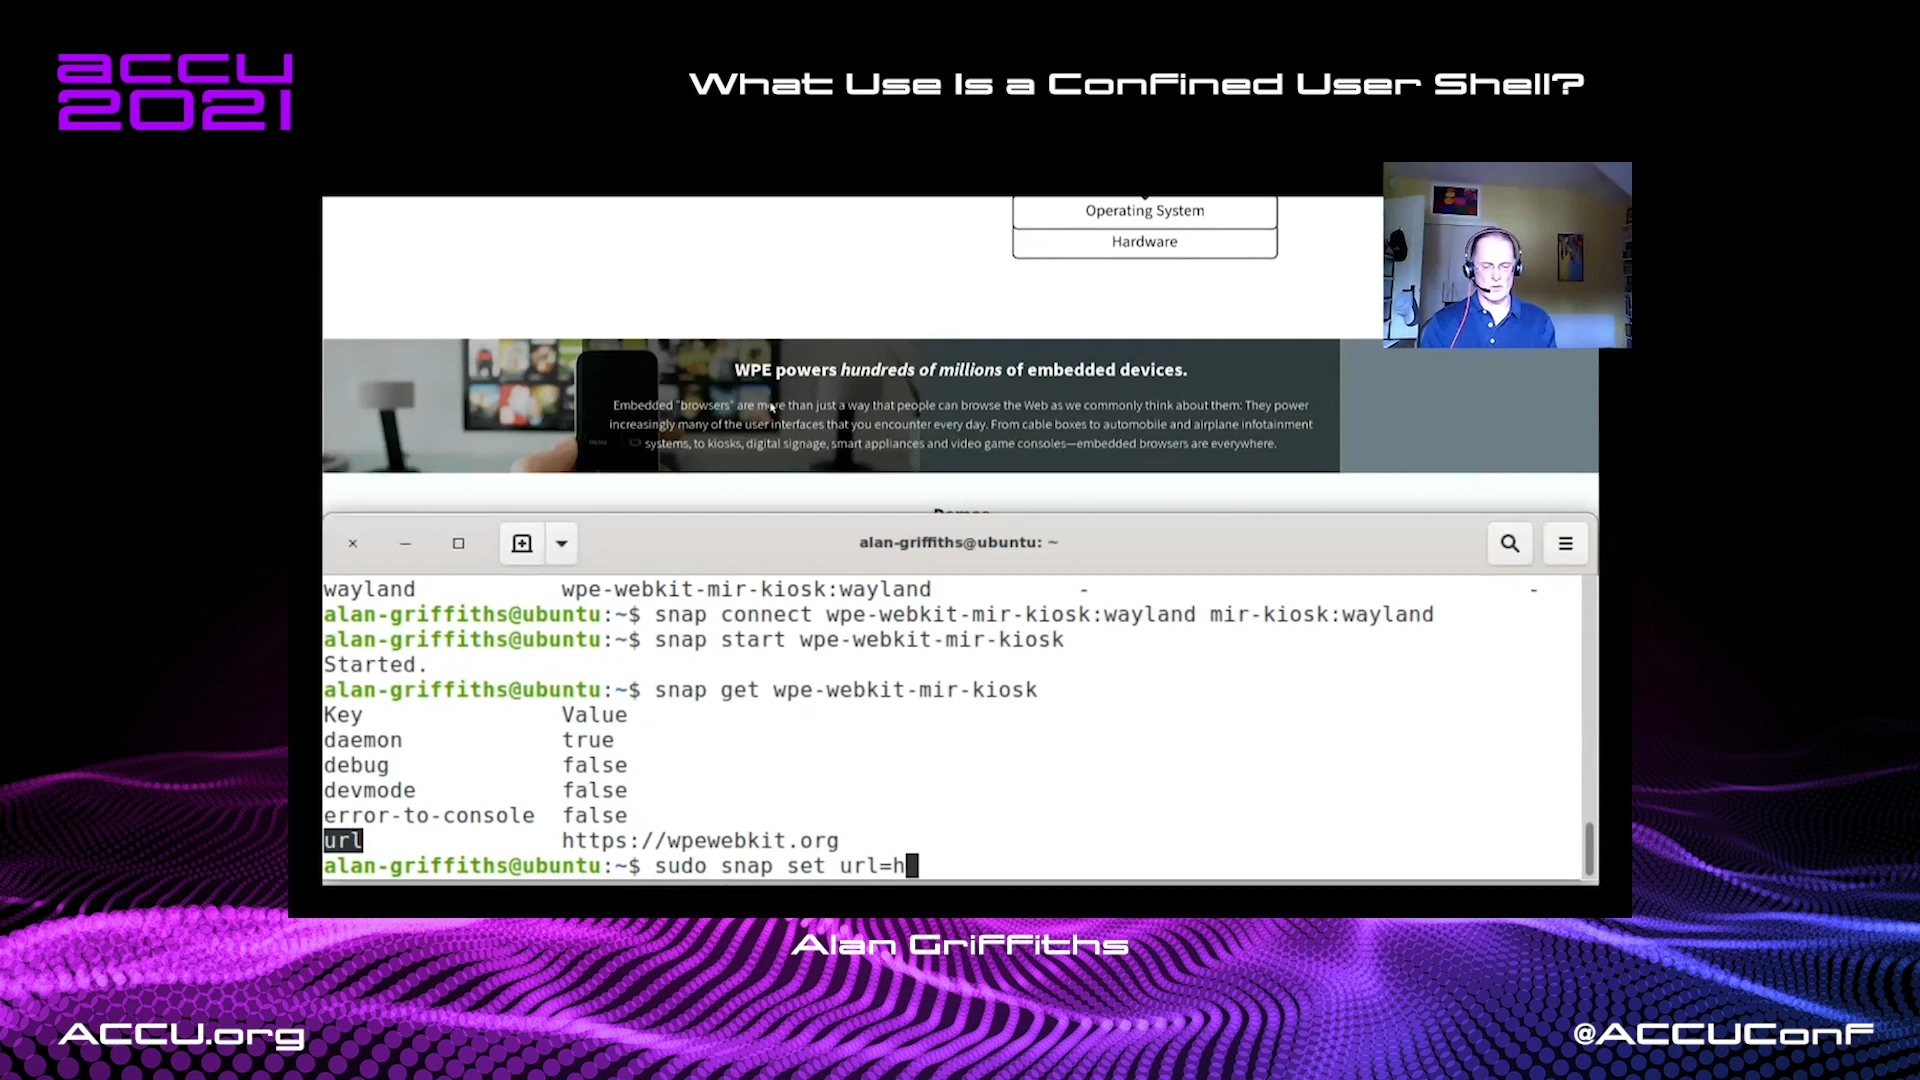 accu
2021
What Use Is a Confined User Shell?
Operating System
Hardware
WPE powers hundreds of millions of embedded devices.
Embedded "browsers" are more than just a way that people can browse the Web as we commonly think about them: They power
increasingly many of the user interfaces that you encounter every day. From cable boxes to automobile and airplane infotainment
systems, to kiosks, digital signage, smart appliances and video game consoles—embedded browsers are everywhere.
Demos
alan-griffiths@ubuntu: ~
wayland wpe-webkit-mir-kiosk:wayland - -
alan-griffiths@ubuntu:~$ snap connect wpe-webkit-mir-kiosk:wayland mir-kiosk:wayland
alan-griffiths@ubuntu:~$ snap start wpe-webkit-mir-kiosk
Started.
alan-griffiths@ubuntu:~$ snap get wpe-webkit-mir-kiosk
Key Value
daemon true
debug false
devmode false
error-to-console false
url https://wpewebkit.org
alan-griffiths@ubuntu:~$ sudo snap set url=h
Alan Griffiths
ACCU.org
@ACCUConf